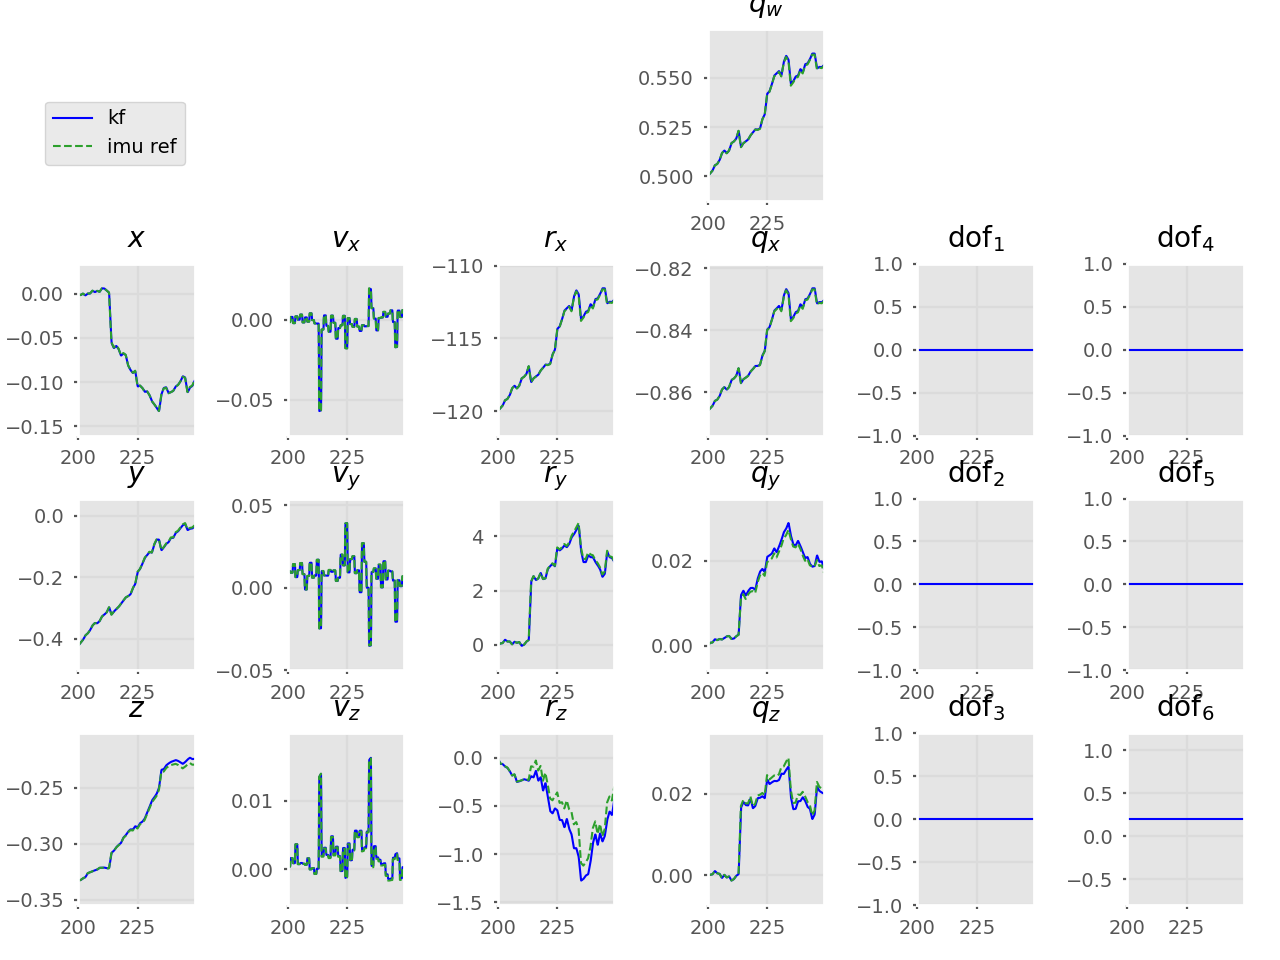 q_w
kf
imu ref
0.550
0.525
0.500
200 225
x v_x r_x q_x dof_1 dof_4
0.00 −0.05 −0.10 −0.15
0.00 −0.05
−110 −115 −120
−0.82 −0.84 −0.86
1.0 0.5 0.0 −0.5 −1.0
1.0 0.5 0.0 −0.5 −1.0
200 225 200 225 200 225 200 225 200 225 200 225
y v_y r_y q_y dof_2 dof_5
0.0 −0.2 −0.4
0.05 0.00 −0.05
4 2 0
0.02 0.00
1.0 0.5 0.0 −0.5 −1.0
1.0 0.5 0.0 −0.5 −1.0
200 225 200 225 200 225 200 225 200 225 200 225
z v_z r_z q_z dof_3 dof_6
−0.25 −0.30 −0.35
0.01 0.00
0.0 −0.5 −1.0 −1.5
0.02 0.00
1.0 0.5 0.0 −0.5 −1.0
1.0 0.5 0.0 −0.5
200 225 200 225 200 225 200 225 200 225 200 225